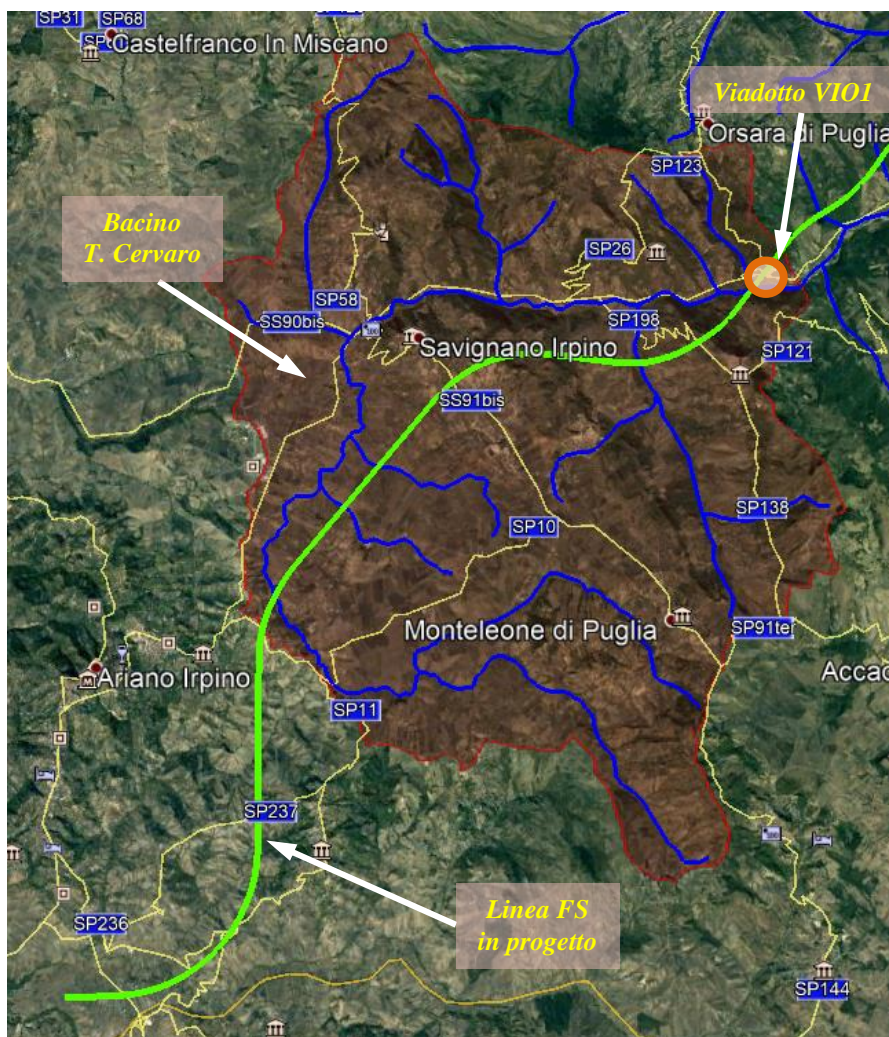 SP31
SP68
Castelfranco In Miscano
Viadotto VIO1
Orsara di Puglia
SP123
Bacino
T. Cervaro
SP26
SP58
SS90bis
SP198
Savignano Irpino
SP121
SS91bis
SP138
SP10
Monteleone di Puglia
SP91ter
Ariano Irpino
Accad
SP11
SP237
Linea FS
in progetto
SP236
SP144